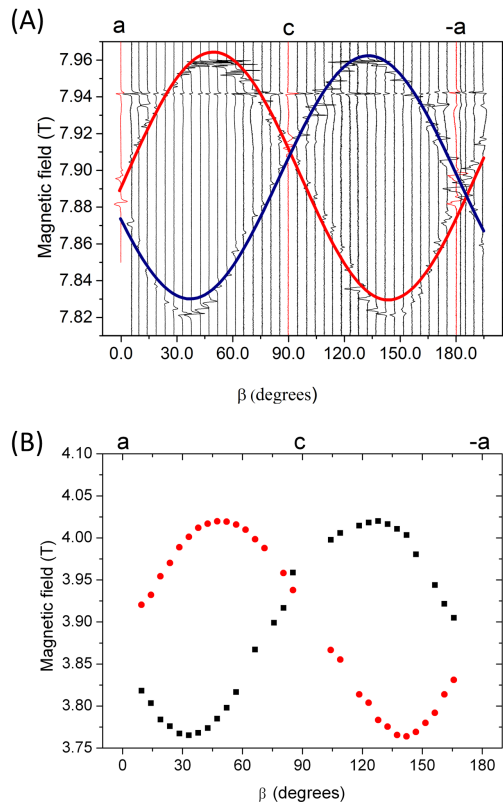 (A)
a c -a
7.96
7.94
7.92
7.90
7.88
7.86
7.84
7.82
Magnetic field (T)
0.0 30.0 60.0 90.0 120.0 150.0 180.0
β (degrees)
(B)
a c -a
4.10
4.05
4.00
3.95
3.90
3.85
3.80
3.75
Magnetic field (T)
0 30 60 90 120 150 180
β (degrees)